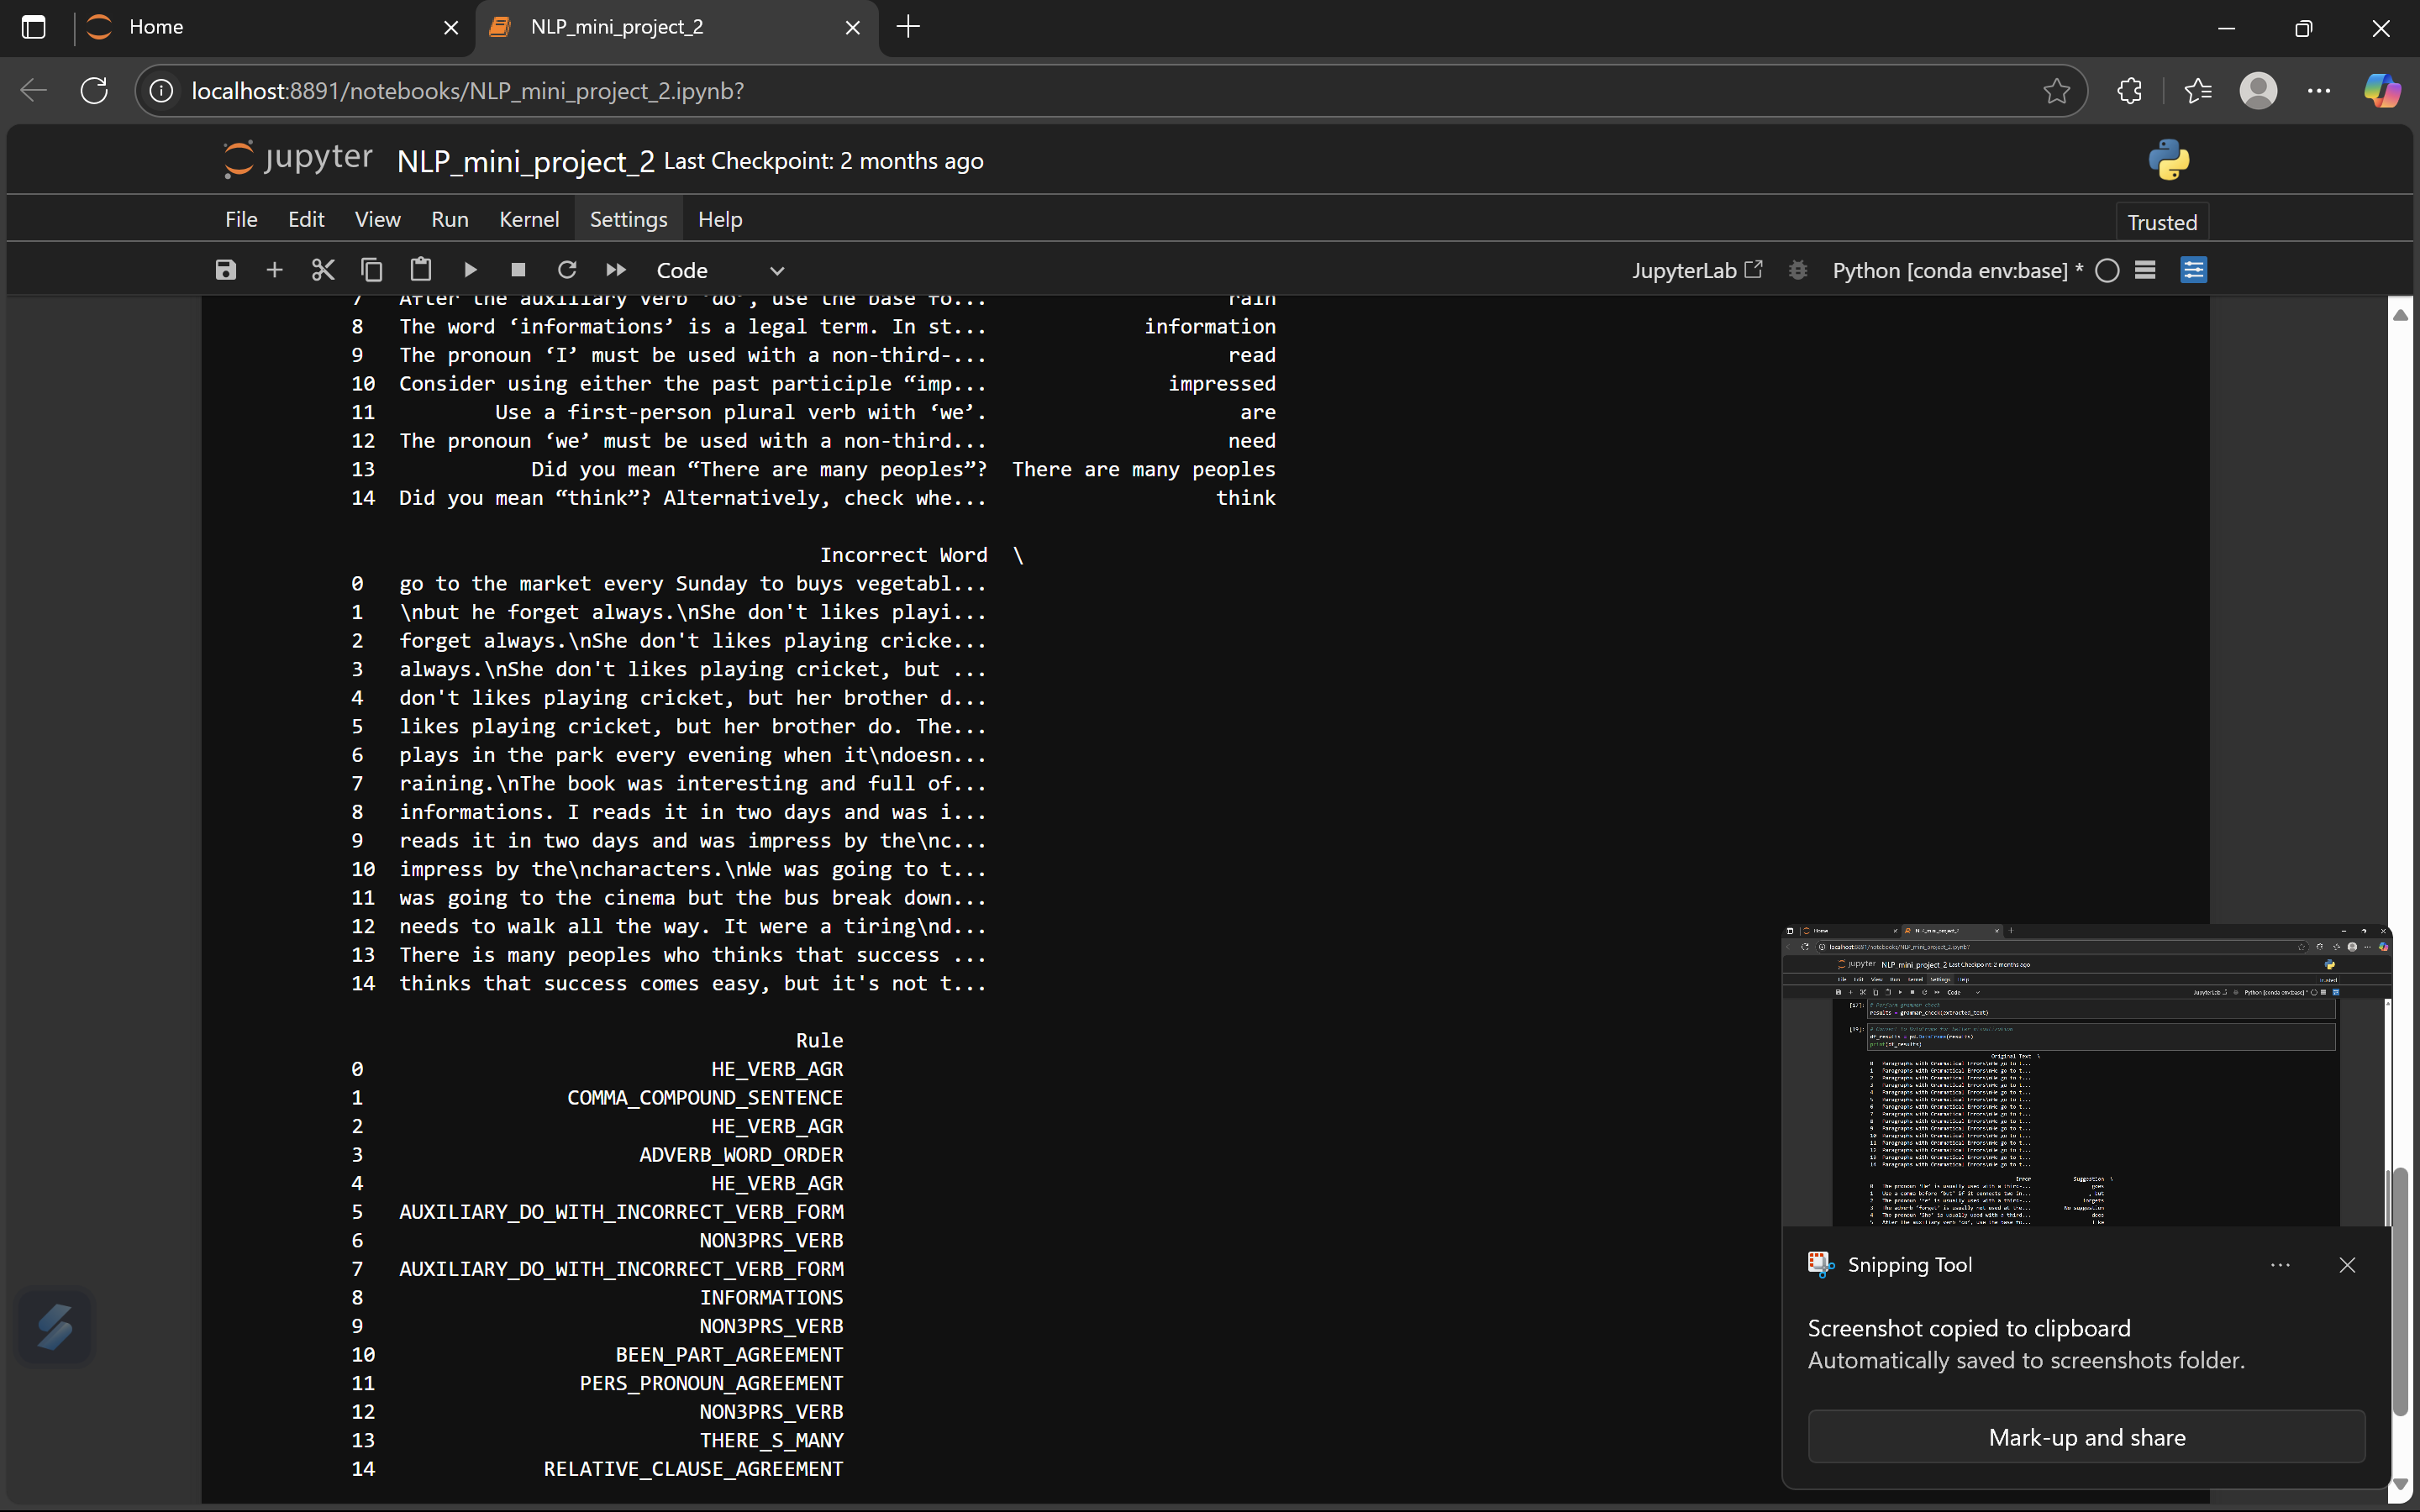 Home
NLP_mini_project_2
localhost:8891/notebooks/NLP_mini_project_2.ipynb?
jupyter NLP_mini_project_2 Last Checkpoint: 2 months ago
File Edit View Run Kernel Settings Help Trusted
Code JupyterLab Python [conda env:base] *
7 After the auxiliary verb ‘do’, use the base fo... rain
8 The word ‘informations’ is a legal term. In st... information
9 The pronoun ‘I’ must be used with a non-third-... read
10 Consider using either the past participle “imp... impressed
11 Use a first-person plural verb with ‘we’. are
12 The pronoun ‘we’ must be used with a non-third... need
13 Did you mean “There are many peoples”? There are many peoples
14 Did you mean “think”? Alternatively, check whe... think
Incorrect Word \
0 go to the market every Sunday to buys vegetabl...
1 \nbut he forget always.\nShe don't likes playi...
2 forget always.\nShe don't likes playing cricke...
3 always.\nShe don't likes playing cricket, but ...
4 don't likes playing cricket, but her brother d...
5 likes playing cricket, but her brother do. The...
6 plays in the park every evening when it\ndoesn...
7 raining.\nThe book was interesting and full of...
8 informations. I reads it in two days and was i...
9 reads it in two days and was impress by the\nc...
10 impress by the\ncharacters.\nWe was going to t...
11 was going to the cinema but the bus break down...
12 needs to walk all the way. It were a tiring\nd...
13 There is many peoples who thinks that success ...
14 thinks that success comes easy, but it's not t...
Rule
0 HE_VERB_AGR
1 COMMA_COMPOUND_SENTENCE
2 HE_VERB_AGR
3 ADVERB_WORD_ORDER
4 HE_VERB_AGR
5 AUXILIARY_DO_WITH_INCORRECT_VERB_FORM
6 NON3PRS_VERB
7 AUXILIARY_DO_WITH_INCORRECT_VERB_FORM
8 INFORMATIONS
9 NON3PRS_VERB
10 BEEN_PART_AGREEMENT
11 PERS_PRONOUN_AGREEMENT
12 NON3PRS_VERB
13 THERE_S_MANY
14 RELATIVE_CLAUSE_AGREEMENT
Snipping Tool
Screenshot copied to clipboard
Automatically saved to screenshots folder.
Mark-up and share